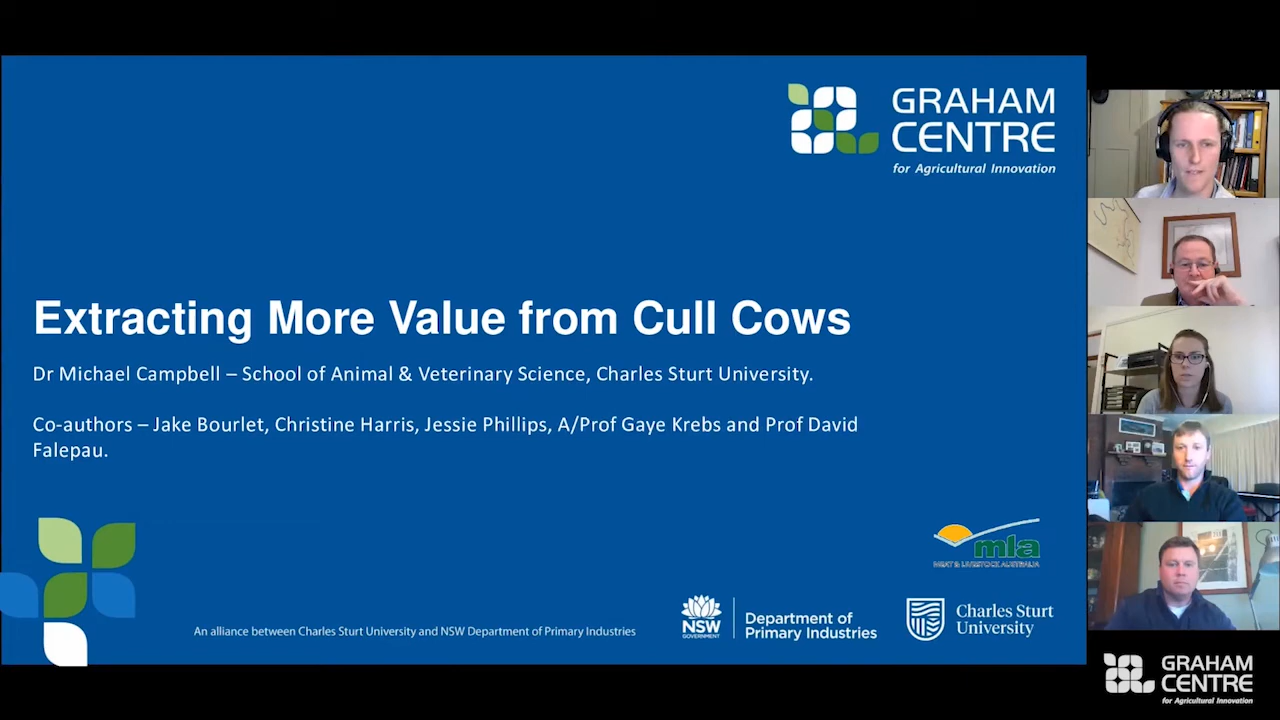 GRAHAM
CENTRE
for Agricultural Innovation
Extracting More Value from Cull Cows
Dr Michael Campbell – School of Animal & Veterinary Science, Charles Sturt University.
Co-authors – Jake Bourlet, Christine Harris, Jessie Phillips, A/Prof Gaye Krebs and Prof David
Falepau.
mla
MEAT & LIVESTOCK AUSTRALIA
An alliance between Charles Sturt University and NSW Department of Primary Industries
NSW
GOVERNMENT
Department of
Primary Industries
Charles Sturt
University
GRAHAM
CENTRE
for Agricultural Innovation